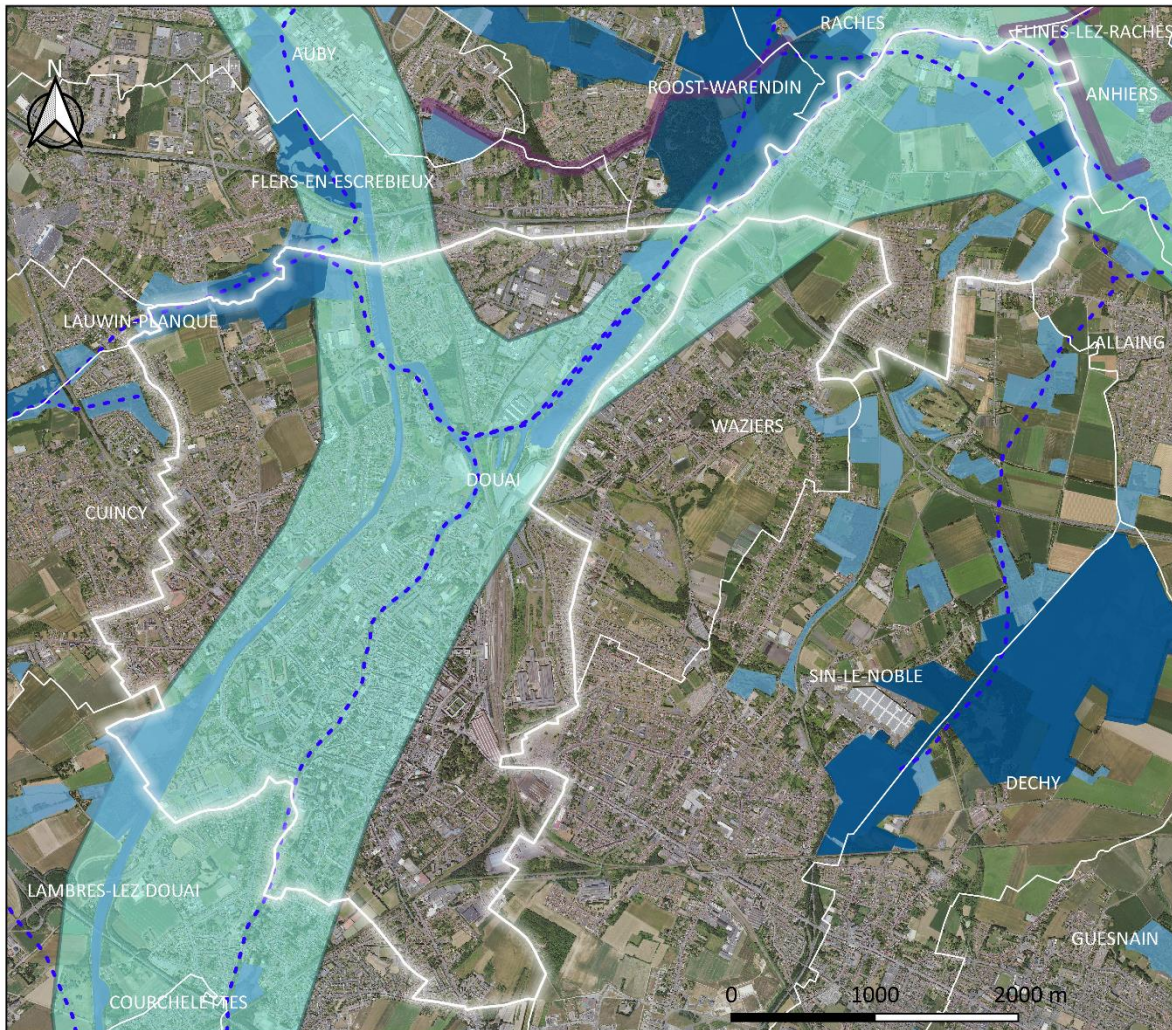 RACHES
FLINES-LEZ-RACHES
AUBY
N
ROOST-WARENDIN
ANHIERS
FLERS-EN-ESCREBIEUX
LAUWIN-PLANQUE
LALLAING
WAZIERS
DOUAI
CUINCY
SIN-LE-NOBLE
DECHY
LAMBRES-LEZ-DOUAI
GUESNAIN
COURCHELETTES
0 1000 2000 m